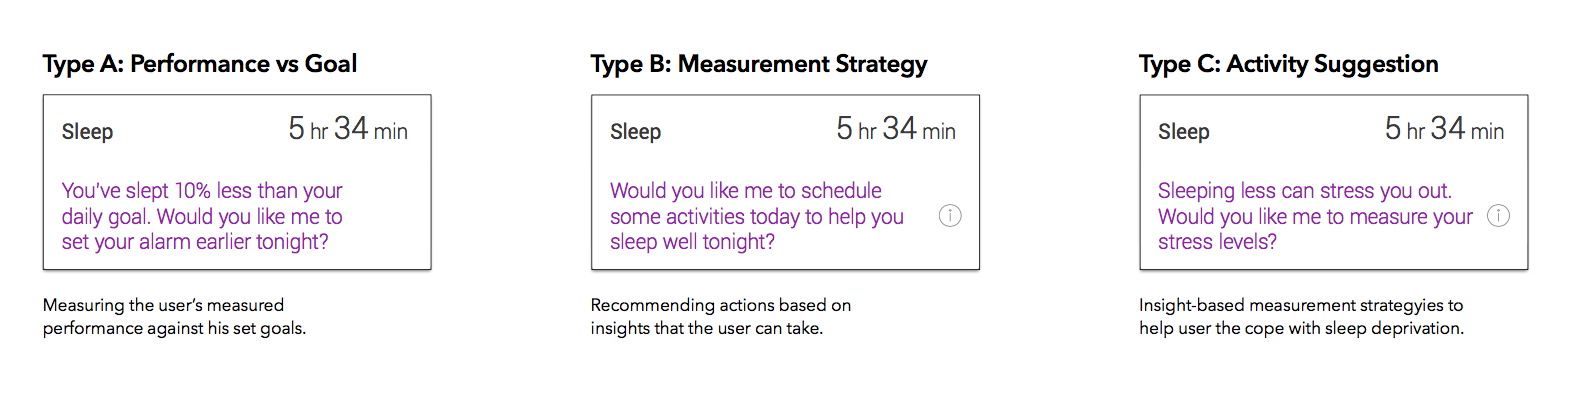 Type A: Performance vs Goal
Sleep 5 hr 34 min
You've slept 10% less than your
daily goal. Would you like me to
set your alarm earlier tonight?
Measuring the user's measured
performance against his set goals.
Type B: Measurement Strategy
Sleep 5 hr 34 min
Would you like me to schedule
some activities today to help you
sleep well tonight?
Recommending actions based on
insights that the user can take.
Type C: Activity Suggestion
Sleep 5 hr 34 min
Sleeping less can stress you out.
Would you like me to measure your
stress levels?
Insight-based measurement strategyies to
help user the cope with sleep deprivation.